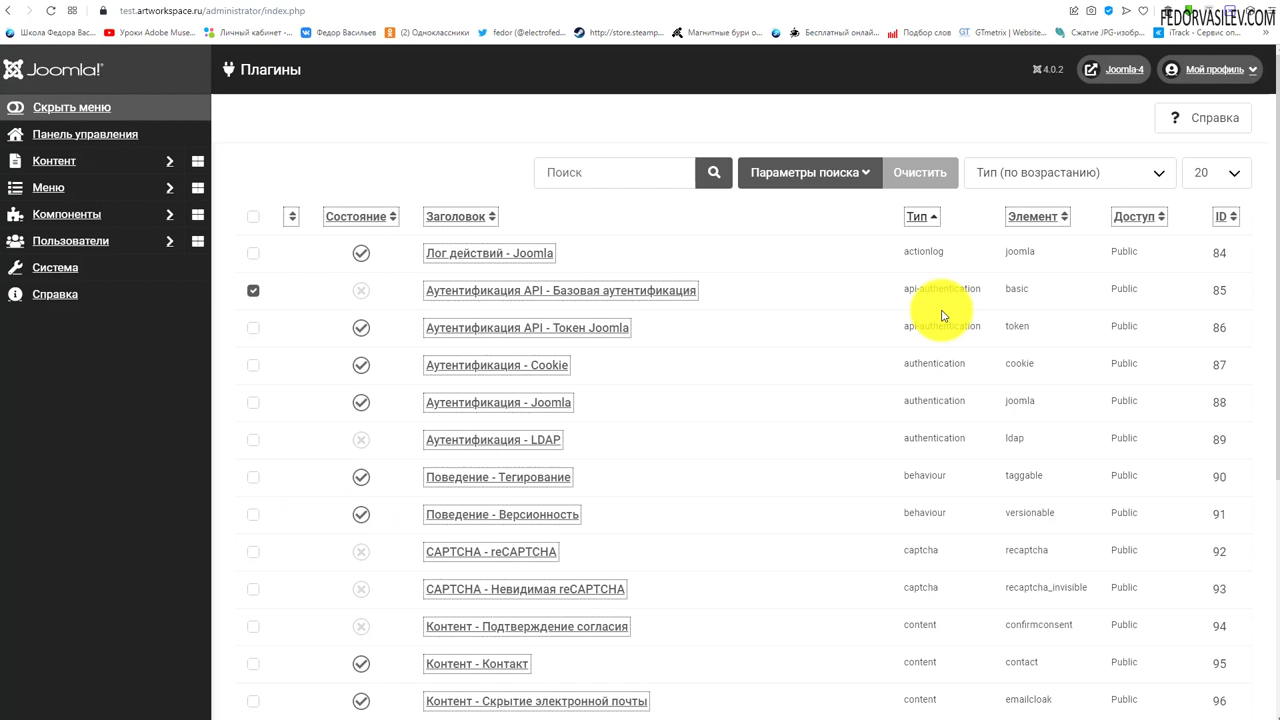 test.artworkspace.ru/administrator/index.php
FEDORVASILEV.COM
Школа Федора Вас...
Уроки Adobe Muse...
Личный кабинет -...
Федор Васильев
(2) Одноклассники
fedor (@electrofed...
http://store.steamp...
Магнитные бури о...
Бесплатный онлай...
Подбор слов
GTmetrix | Website...
Сжатие JPG-изобр...
iTrack - Сервис оп...
»
Joomla!
Плагины
4.0.2
Joomla-4
Мой профиль
Скрыть меню
Панель управления
Контент
Меню
Компоненты
Пользователи
Система
Справка
? Справка
Поиск
Параметры поиска
Очистить
Тип (по возрастанию)
20
Состояние Заголовок Тип Элемент Доступ ID
Лог действий - Joomla actionlog joomla Public 84
Аутентификация API - Базовая аутентификация api-authentication basic Public 85
Аутентификация API - Токен Joomla api-authentication token Public 86
Аутентификация - Cookie authentication cookie Public 87
Аутентификация - Joomla authentication joomla Public 88
Аутентификация - LDAP authentication ldap Public 89
Поведение - Тегирование behaviour taggable Public 90
Поведение - Версионность behaviour versionable Public 91
CAPTCHA - reCAPTCHA captcha recaptcha Public 92
CAPTCHA - Невидимая reCAPTCHA captcha recaptcha_invisible Public 93
Контент - Подтверждение согласия content confirmconsent Public 94
Контент - Контакт content contact Public 95
Контент - Скрытие электронной почты content emailcloak Public 96